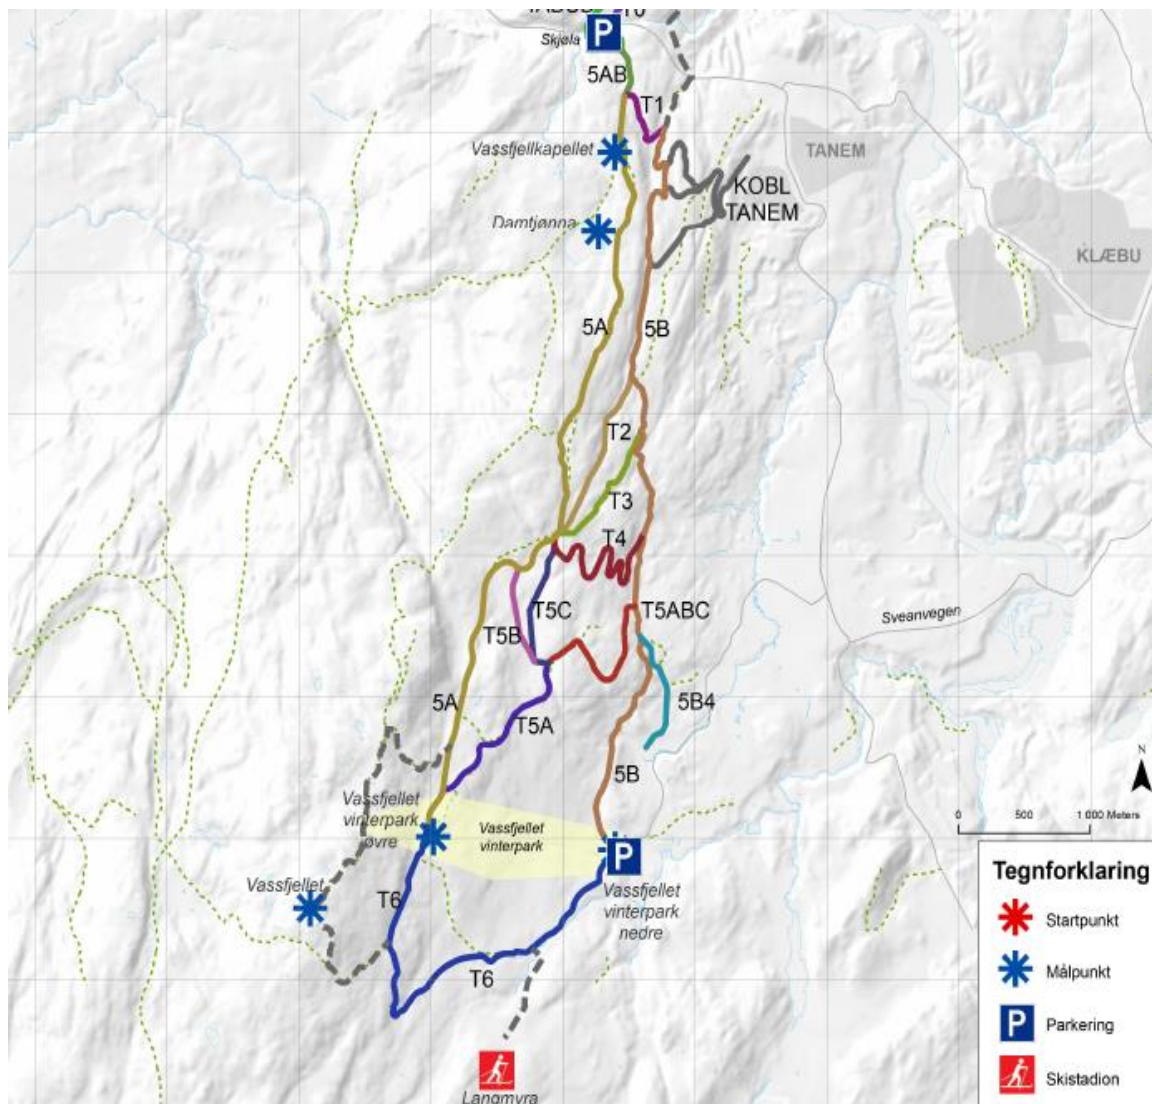 Skjøla
P
5AB
T1
Vassfjellkapellet
TANEM
KOBL
TANEM
Damtjønna
KLÆBU
5A
5B
T2
T3
T4
T5C
T5ABC
Sveanvegen
T5B
5A
5B4
T5A
5B
N
Vassfjellet
vinterpark
øvre
Vassfjellet
vinterpark
0 500 1 000 Meters
P
Vassfjellet
Vassfjellet
vinterpark
nedre
T6
T6
Langmyra
Tegnforklaring
Startpunkt
Målpunkt
P Parkering
Skistadion